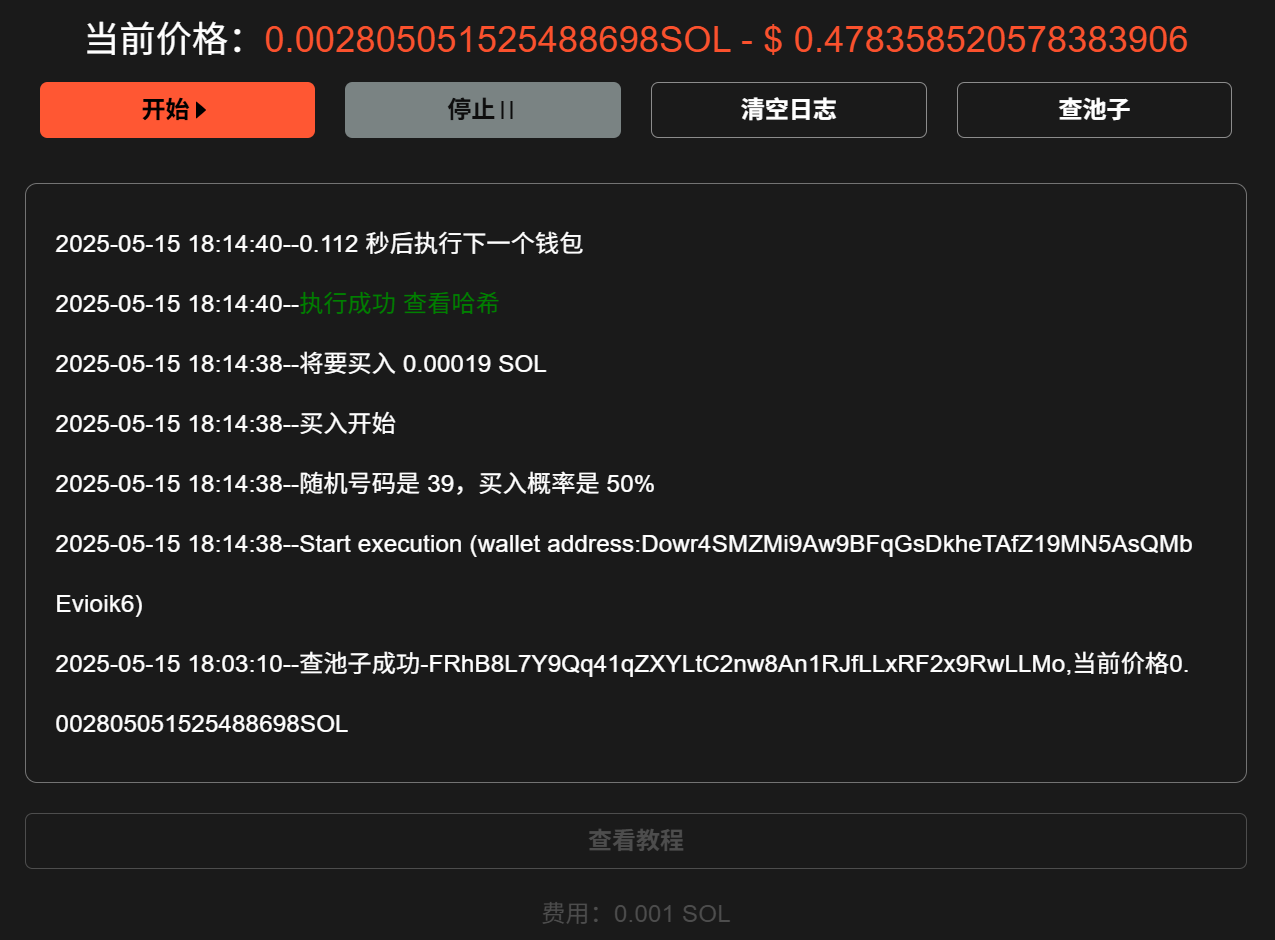 当前价格：0.002805051525488698SOL - $ 0.478358520578383906
开始 停止 清空日志 查池子
2025-05-15 18:14:40--0.112 秒后执行下一个钱包
2025-05-15 18:14:40--执行成功 查看哈希
2025-05-15 18:14:38--将要买入 0.00019 SOL
2025-05-15 18:14:38--买入开始
2025-05-15 18:14:38--随机号码是 39，买入概率是 50%
2025-05-15 18:14:38--Start execution (wallet address:Dowr4SMZMi9Aw9BFqGsDkheTAfZ19MN5AsQMb
Evioik6)
2025-05-15 18:03:10--查池子成功-FRhB8L7Y9Qq41qZXYLtC2nw8An1RJfLLxRF2x9RwLLMo,当前价格0.
002805051525488698SOL
查看教程
费用：0.001 SOL